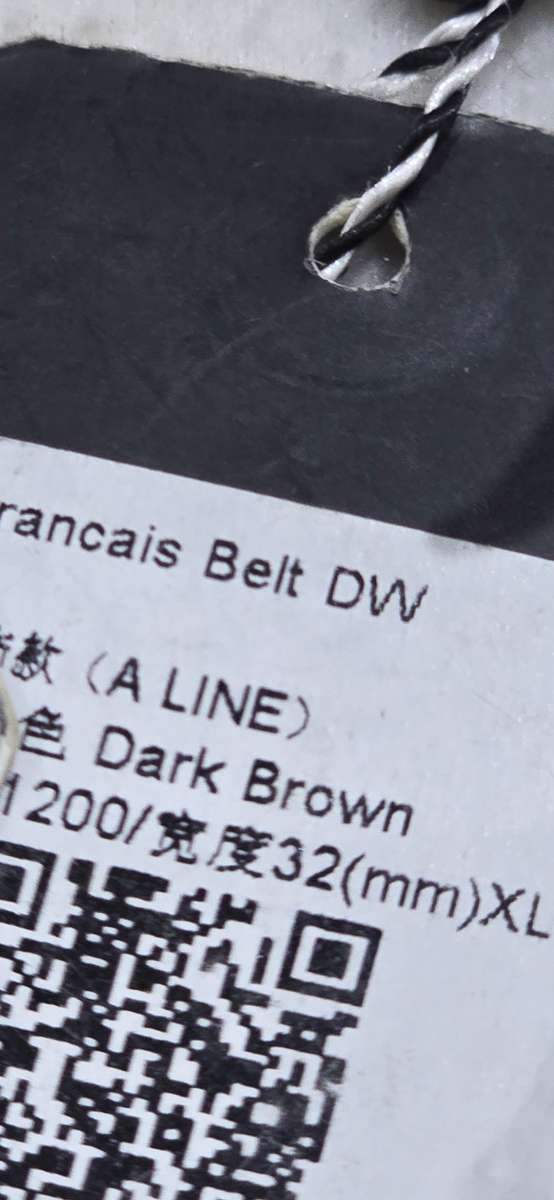 rancais Belt DW
款（A LINE）
色 Dark Brown
1200/宽度32(mm)XL